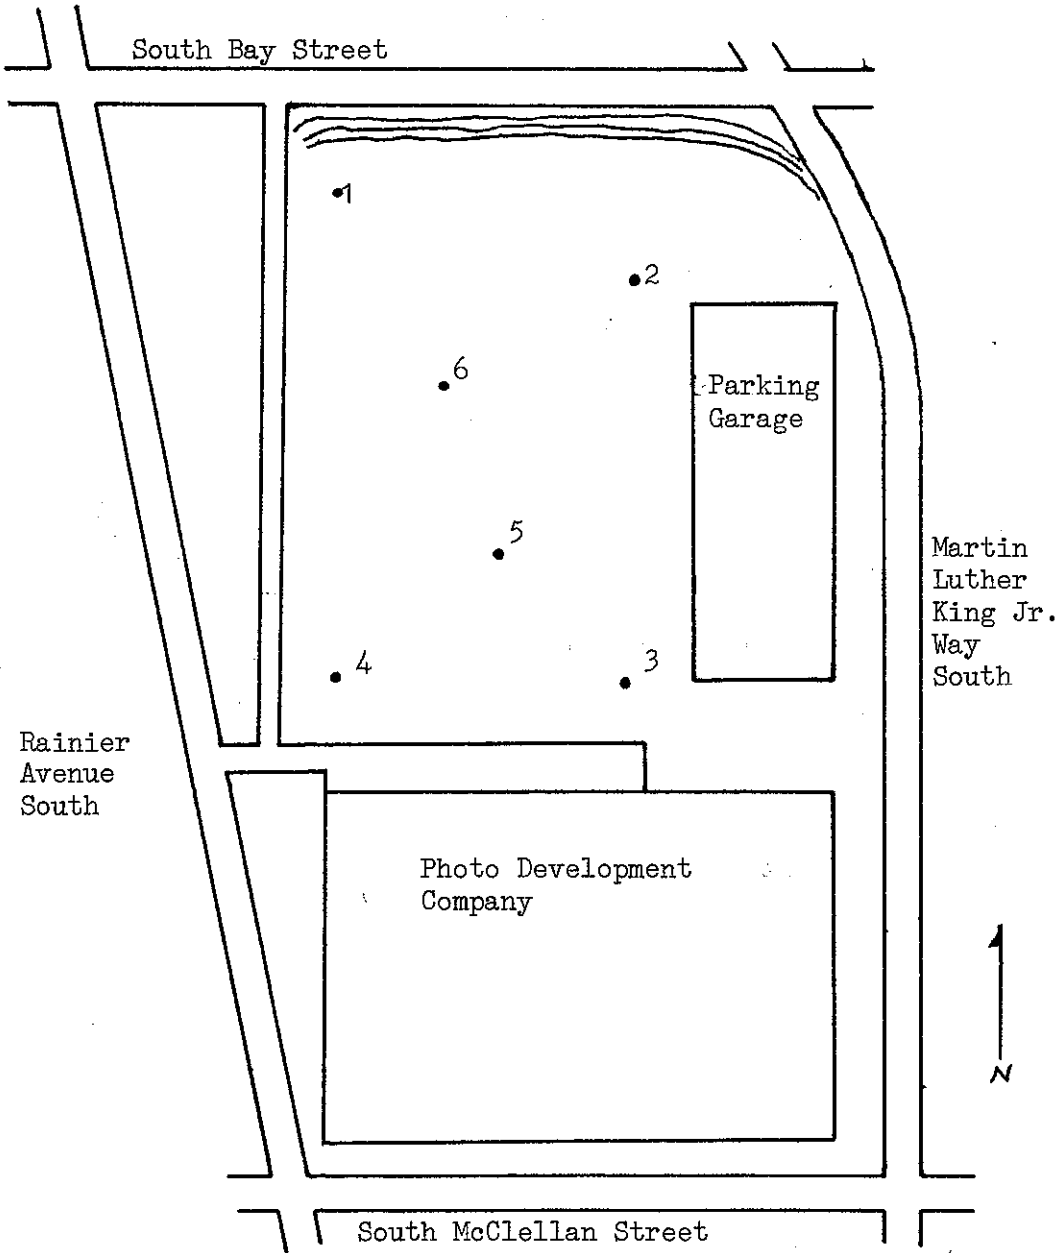 South Bay Street
1
2
6
Parking
Garage
5
Martin
Luther
King Jr.
Way
South
4
3
Rainier
Avenue
South
Photo Development
Company
N
South McClellan Street